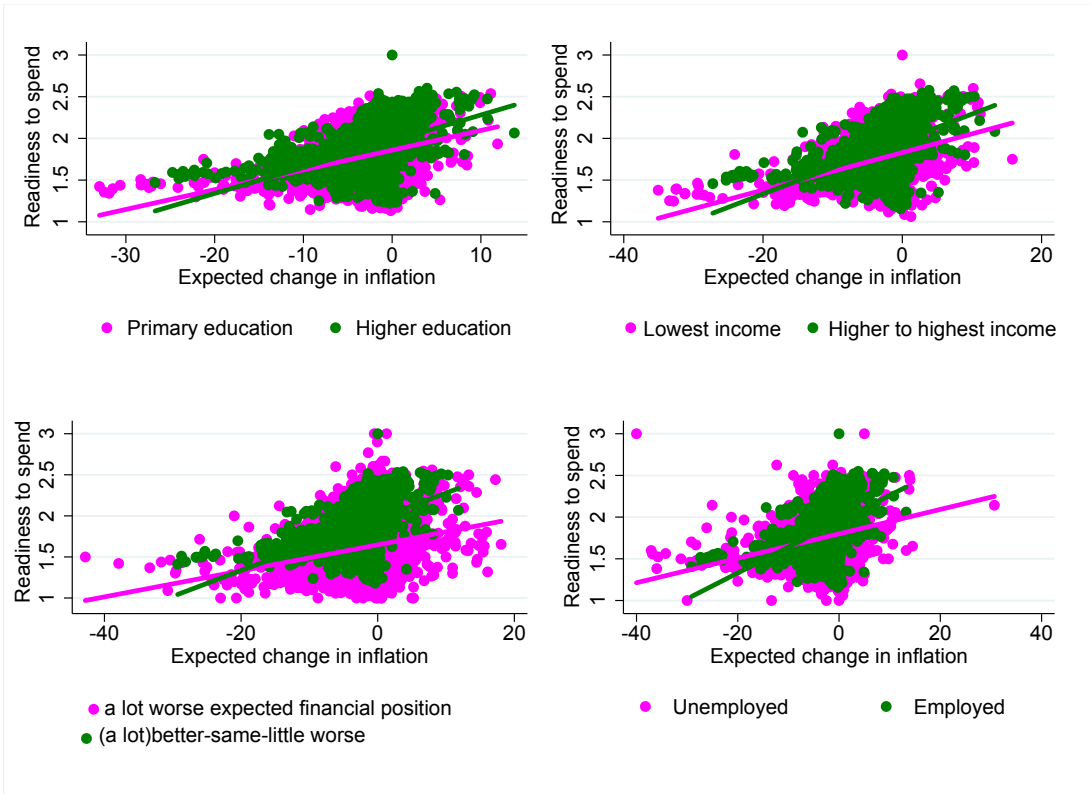 Readiness to spend
3
2.5
2
1.5
1
-30 -20 -10 0 10
Expected change in inflation
Primary education Higher education
Readiness to spend
3
2.5
2
1.5
1
-40 -20 0 20
Expected change in inflation
Lowest income Higher to highest income
Readiness to spend
3
2.5
2
1.5
1
-40 -20 0 20
Expected change in inflation
a lot worse expected financial position
(a lot)better-same-little worse
Readiness to spend
3
2.5
2
1.5
1
-40 -20 0 20 40
Expected change in inflation
Unemployed Employed